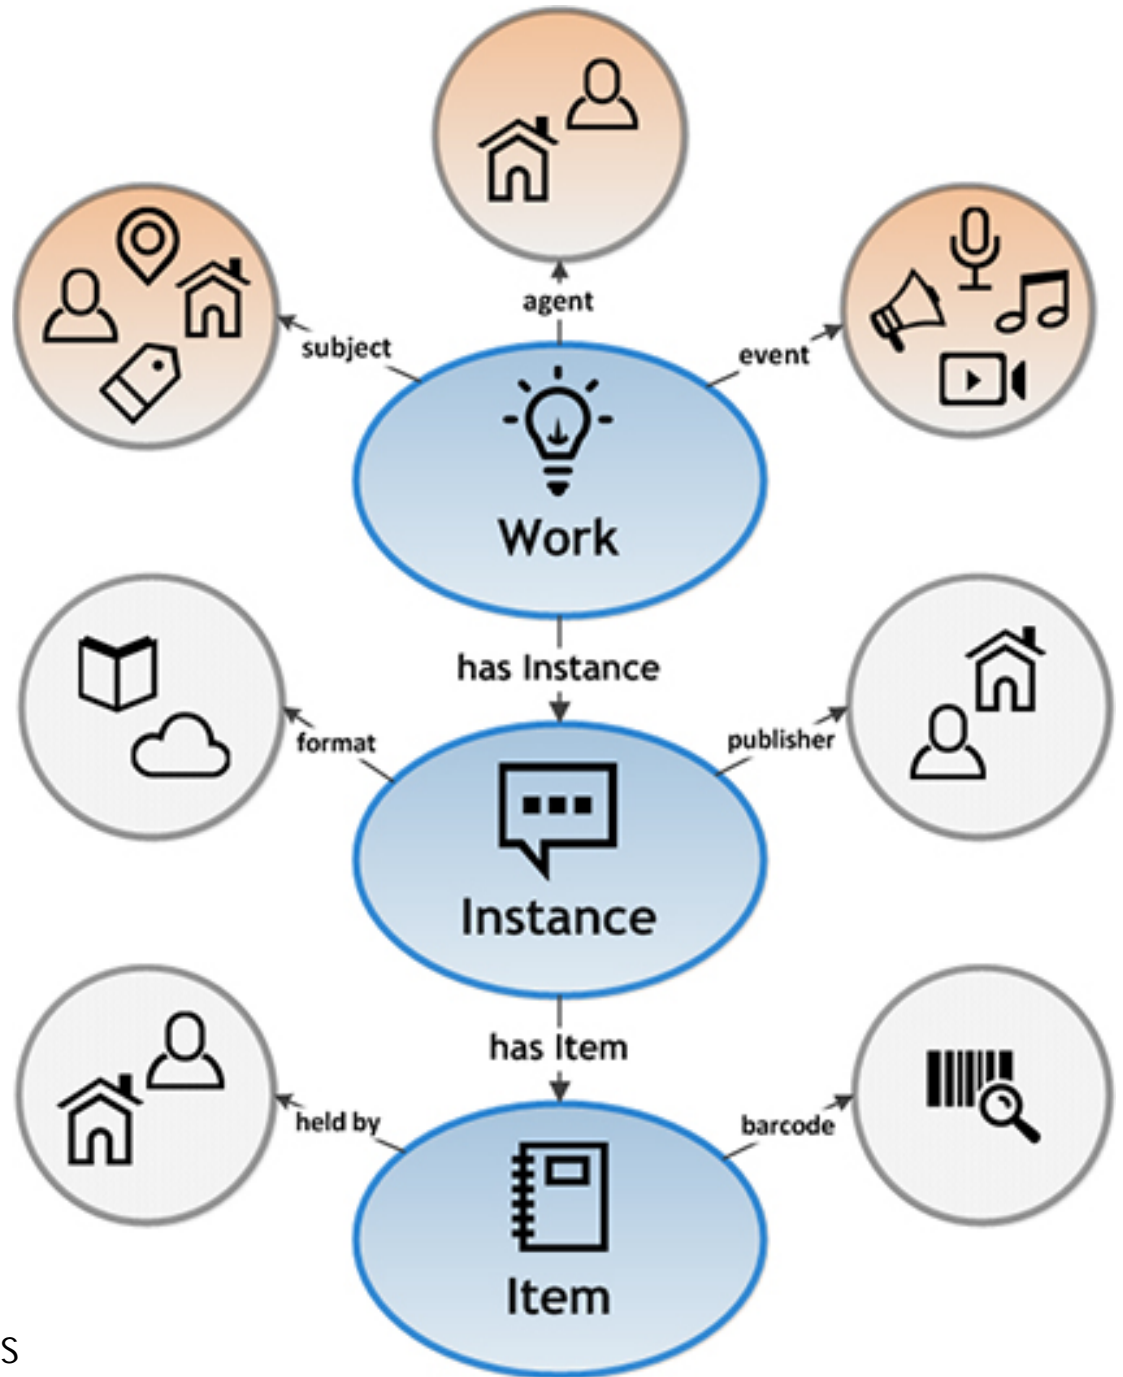 agent
subject
event
Work
has Instance
format
publisher
Instance
has Item
held by
barcode
Item
S